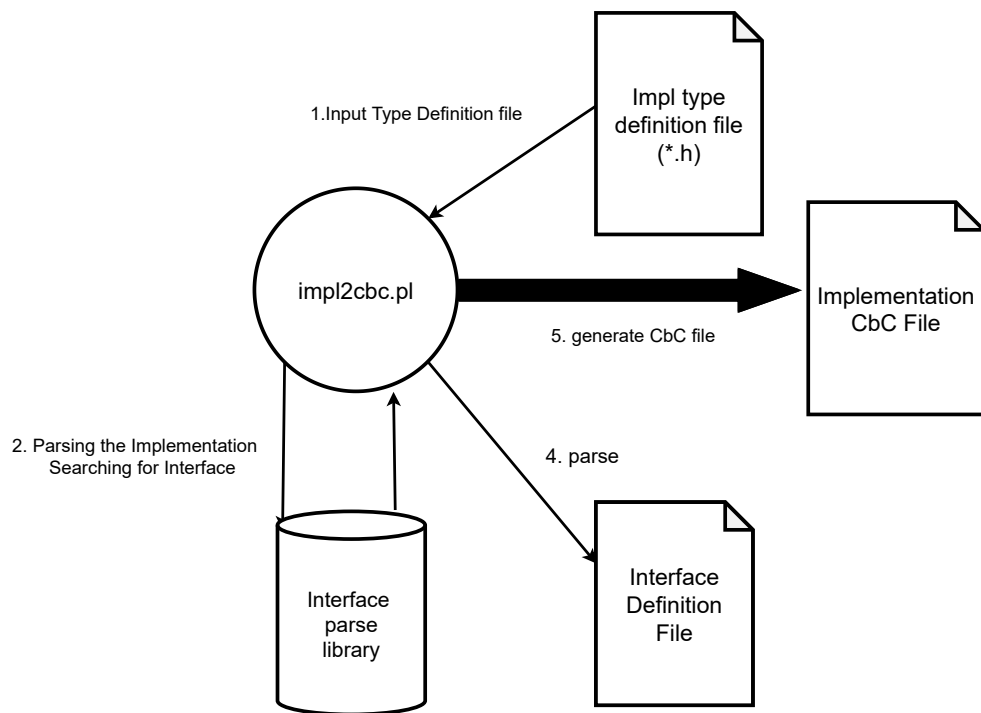 Impl type
definition file
(*.h)
1.Input Type Definition file
impl2cbc.pl
Implementation
CbC File
5. generate CbC file
2. Parsing the Implementation
Searching for Interface
4. parse
Interface
parse
library
Interface
Definition
File